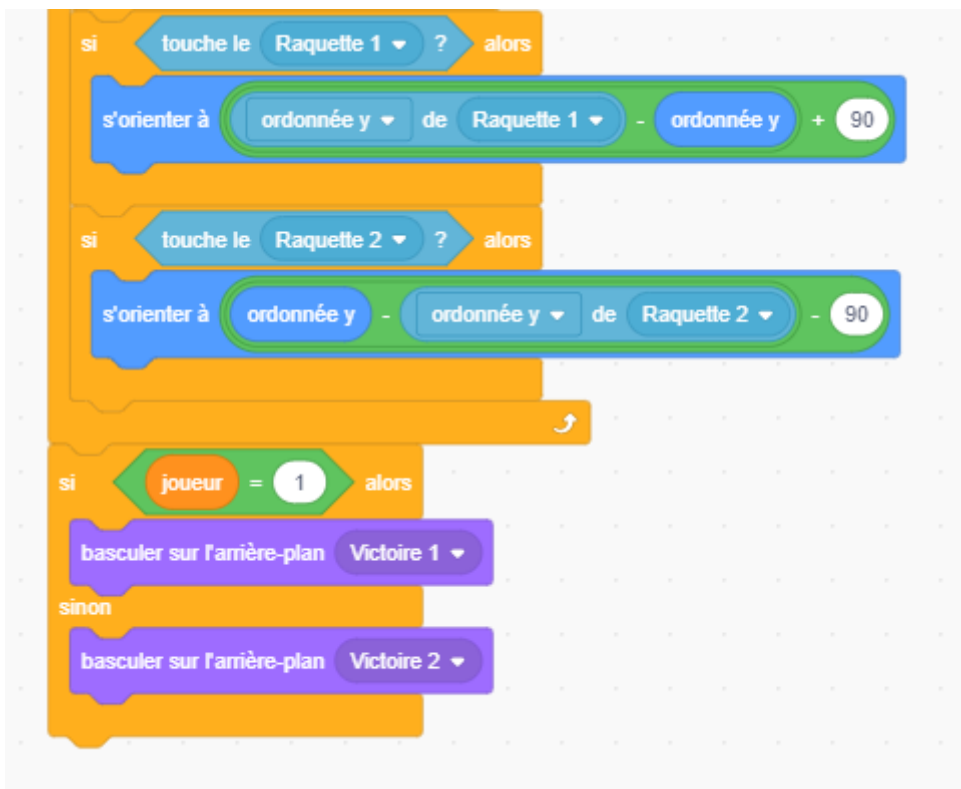 si touche le Raquette 1 ? alors
s'orienter à ordonnée y de Raquette 1 - ordonnée y + 90
si touche le Raquette 2 ? alors
s'orienter à ordonnée y - ordonnée y de Raquette 2 - 90
si joueur = 1 alors
basculer sur l'arrière-plan Victoire 1
sinon
basculer sur l'arrière-plan Victoire 2